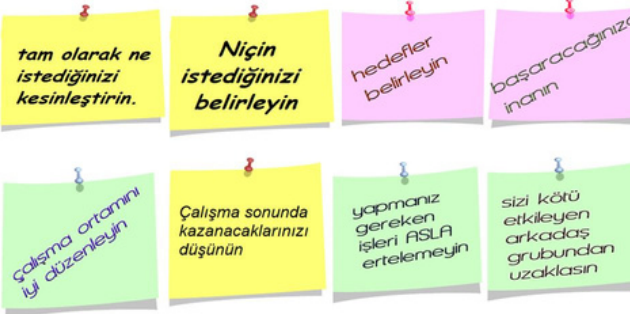 tam olarak ne
istediğinizi
kesinleştirin.
Niçin
istediğinizi
belirleyin
hedefler
belirleyin
başaracağınıza
inanın
çalışma ortamını
iyi düzenleyin
Çalışma sonunda
kazanacaklarınızı
düşünün
yapmanız
gereken
işleri ASLA
ertelemeyin
sizi kötü
etkileyen
arkadaş
grubundan
uzaklasın